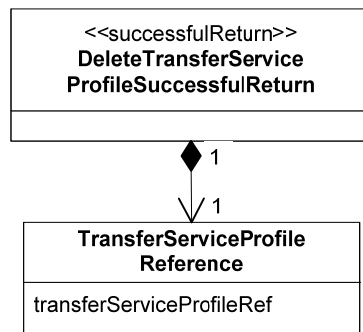 <<successfulReturn>>
DeleteTransferService
ProfileSuccessfulReturn
1
1
TransferServiceProfile
Reference
transferServiceProfileRef